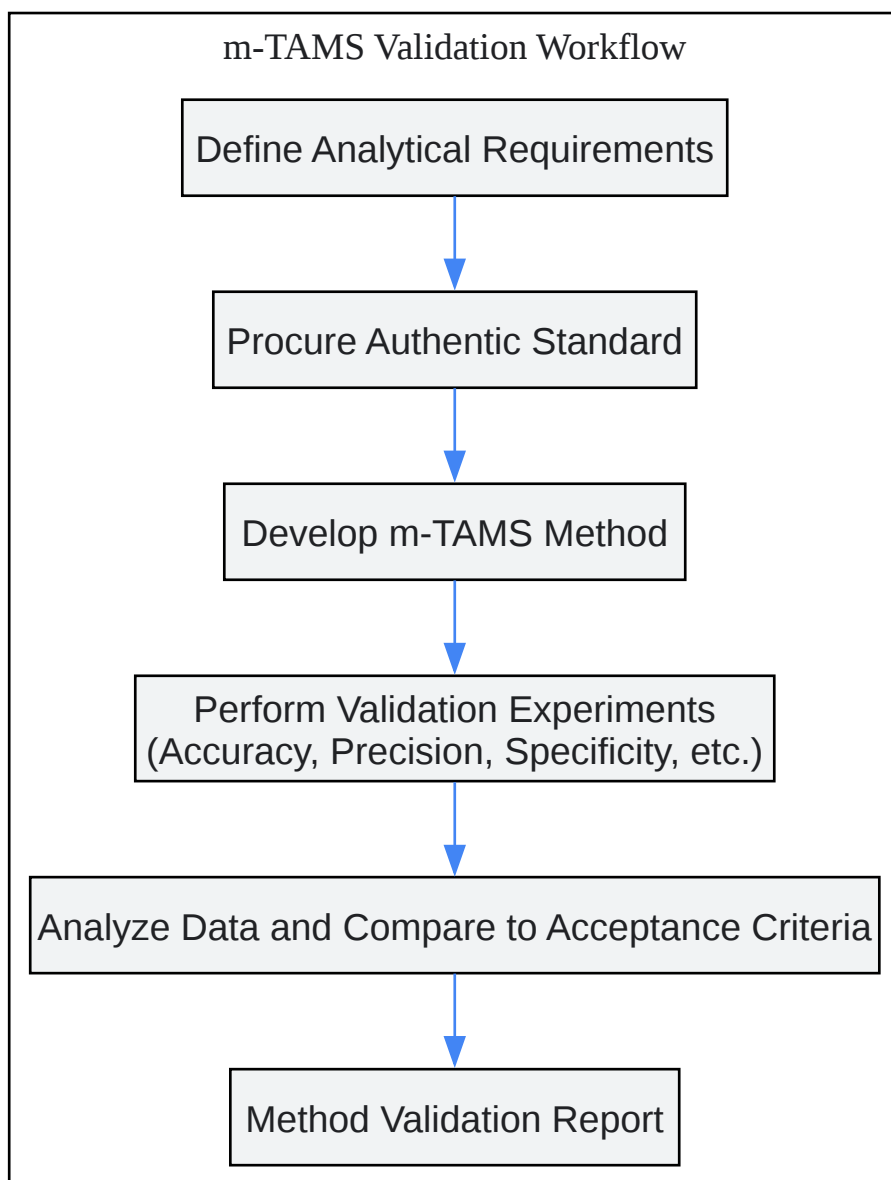 m-TAMS Validation Workflow
Define Analytical Requirements
Procure Authentic Standard
Develop m-TAMS Method
Perform Validation Experiments
(Accuracy, Precision, Specificity, etc.)
Analyze Data and Compare to Acceptance Criteria
Method Validation Report